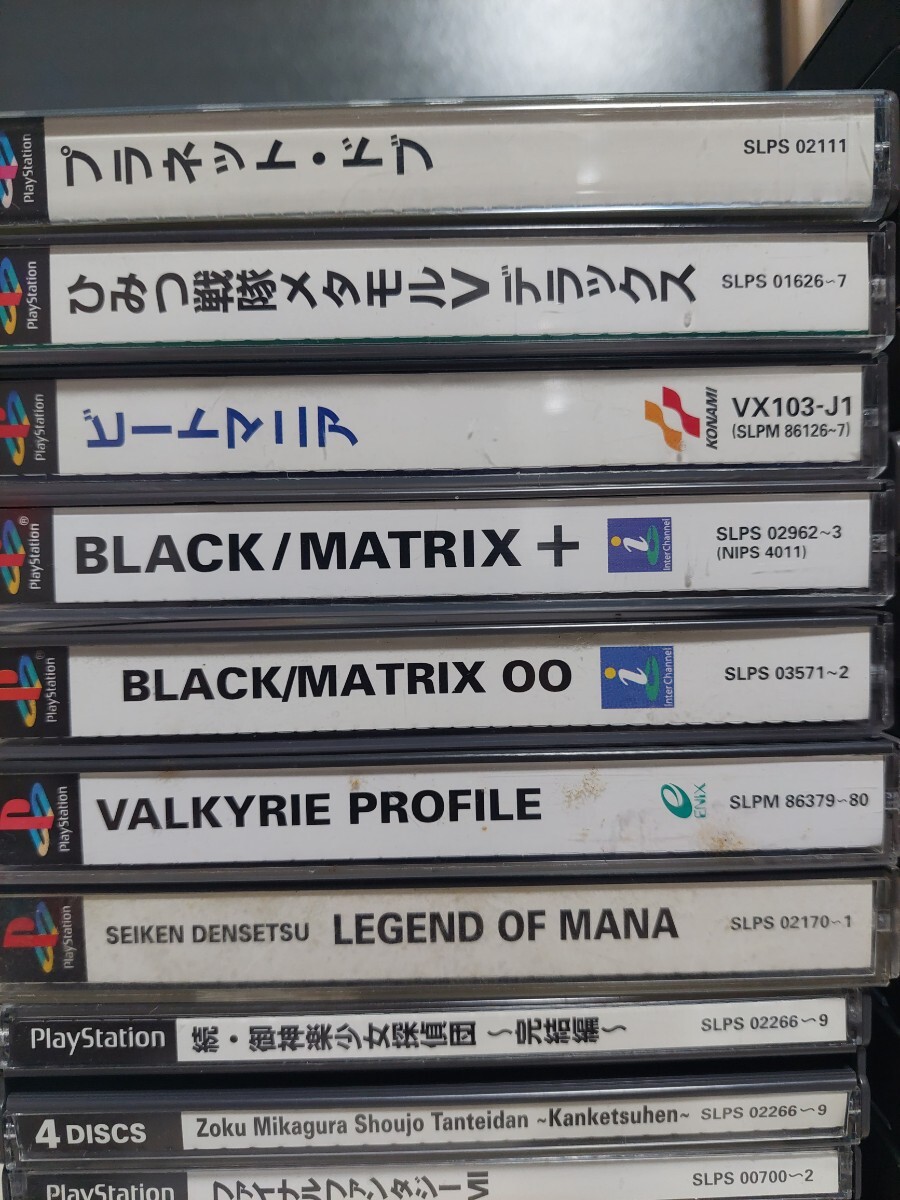 PlayStation プラネット・ドブ SLPS 02111
PlayStation ひみつ戦隊メタモルVデラックス SLPS 01626~7
PlayStation ビートマニア KONAMI VX103-J1
(SLPM 86126~7)
PlayStation BLACK/MATRIX + InterChannel SLPS 02962~3
(NIPS 4011)
PlayStation BLACK/MATRIX OO InterChannel SLPS 03571~2
PlayStation VALKYRIE PROFILE ENIX SLPM 86379~80
PlayStation SEIKEN DENSETSU LEGEND OF MANA SLPS 02170~1
PlayStation 続・御神楽少女探偵団 ~完結編~ SLPS 02266~9
4 DISCS Zoku Mikagura Shoujo Tanteidan ~Kanketsuhen~ SLPS 02266~9
PlayStation ファイナルファンタジーVII SLPS 00700~2